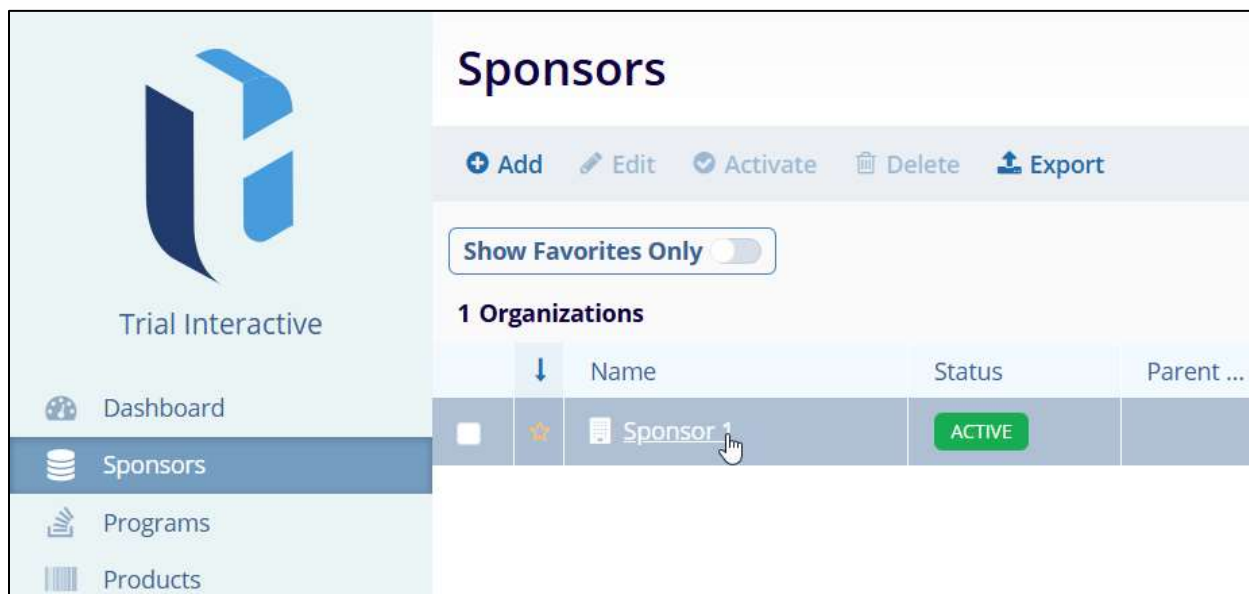 Sponsors
Add Edit Activate Delete Export
Show Favorites Only
1 Organizations
Trial Interactive
Name Status Parent ...
Dashboard
Sponsor 1 ACTIVE
Sponsors
Programs
Products